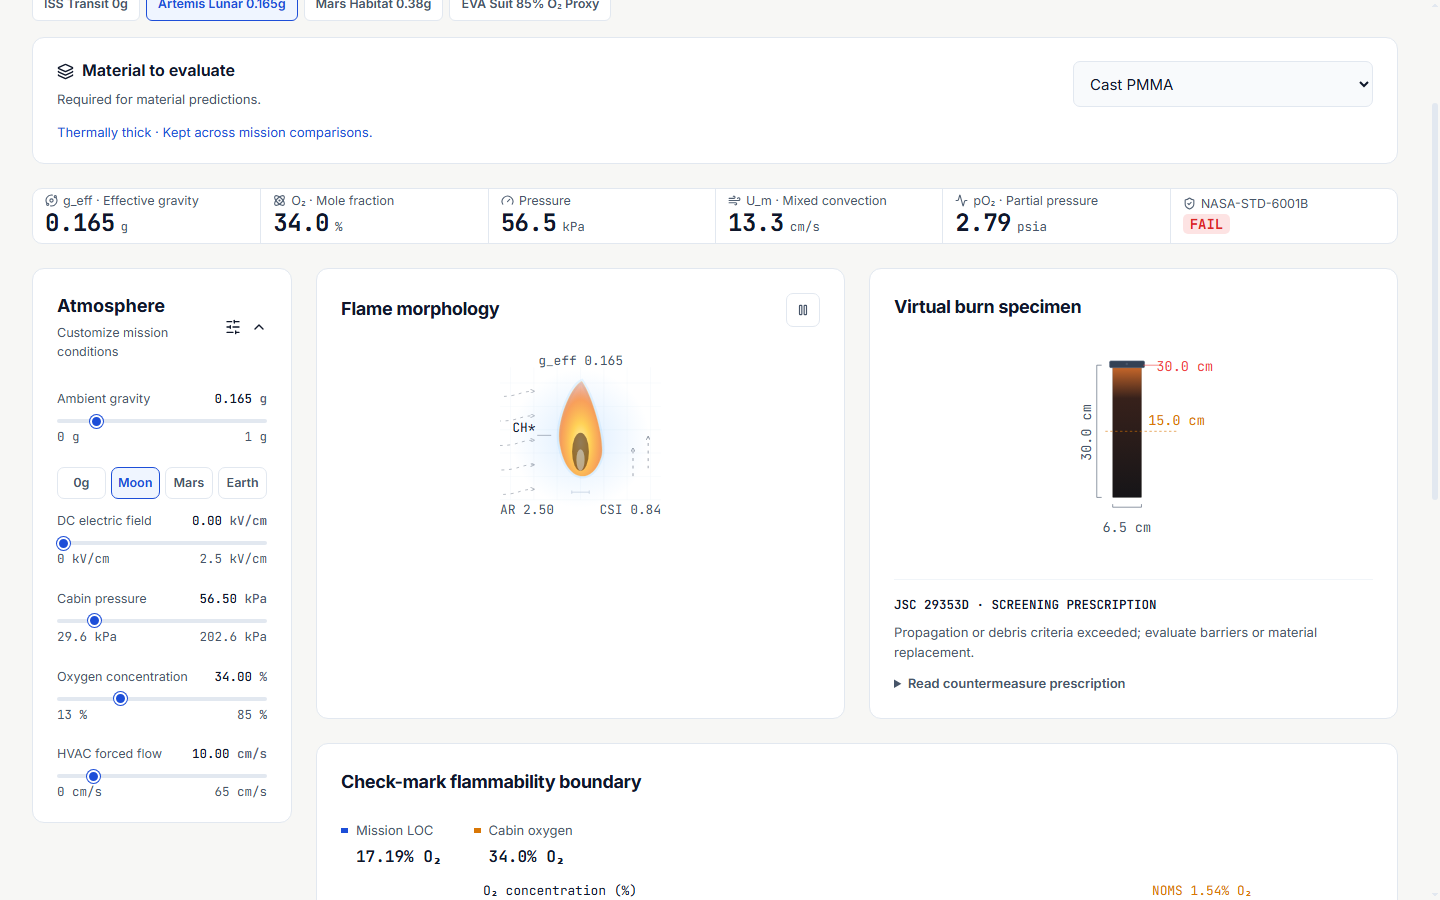 ISS Transit 0g
Artemis Lunar 0.165g
Mars Habitat 0.38g
EVA Suit 85% O₂ Proxy
Material to evaluate
Required for material predictions.
Thermally thick · Kept across mission comparisons.
Cast PMMA
g_eff · Effective gravity
0.165 g
O₂ · Mole fraction
34.0 %
Pressure
56.5 kPa
U_m · Mixed convection
13.3 cm/s
pO₂ · Partial pressure
2.79 psia
NASA-STD-6001B
FAIL
Atmosphere
Customize mission
conditions
Ambient gravity 0.165 g
0 g 1 g
0g Moon Mars Earth
DC electric field 0.00 kV/cm
0 kV/cm 2.5 kV/cm
Cabin pressure 56.50 kPa
29.6 kPa 202.6 kPa
Oxygen concentration 34.00 %
13 % 85 %
HVAC forced flow 10.00 cm/s
0 cm/s 65 cm/s
Flame morphology
g_eff 0.165
CH*
AR 2.50 CSI 0.84
Virtual burn specimen
30.0 cm
15.0 cm
30.0 cm
6.5 cm
JSC 29353D · SCREENING PRESCRIPTION
Propagation or debris criteria exceeded; evaluate barriers or material
replacement.
Read countermeasure prescription
Check-mark flammability boundary
Mission LOC
17.19% O₂
Cabin oxygen
34.0% O₂
O₂ concentration (%)
NOMS 1.54% O₂